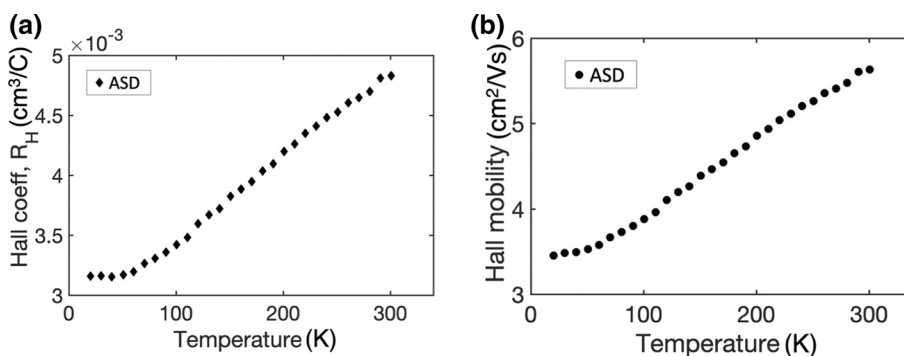 (a)
×10⁻³
5
4.5
4
3.5
3
Hall coeff, R_H (cm³/C)
ASD
0
100
200
300
Temperature (K)
(b)
6
5
4
3
Hall mobility (cm²/Vs)
ASD
0
100
200
300
Temperature (K)